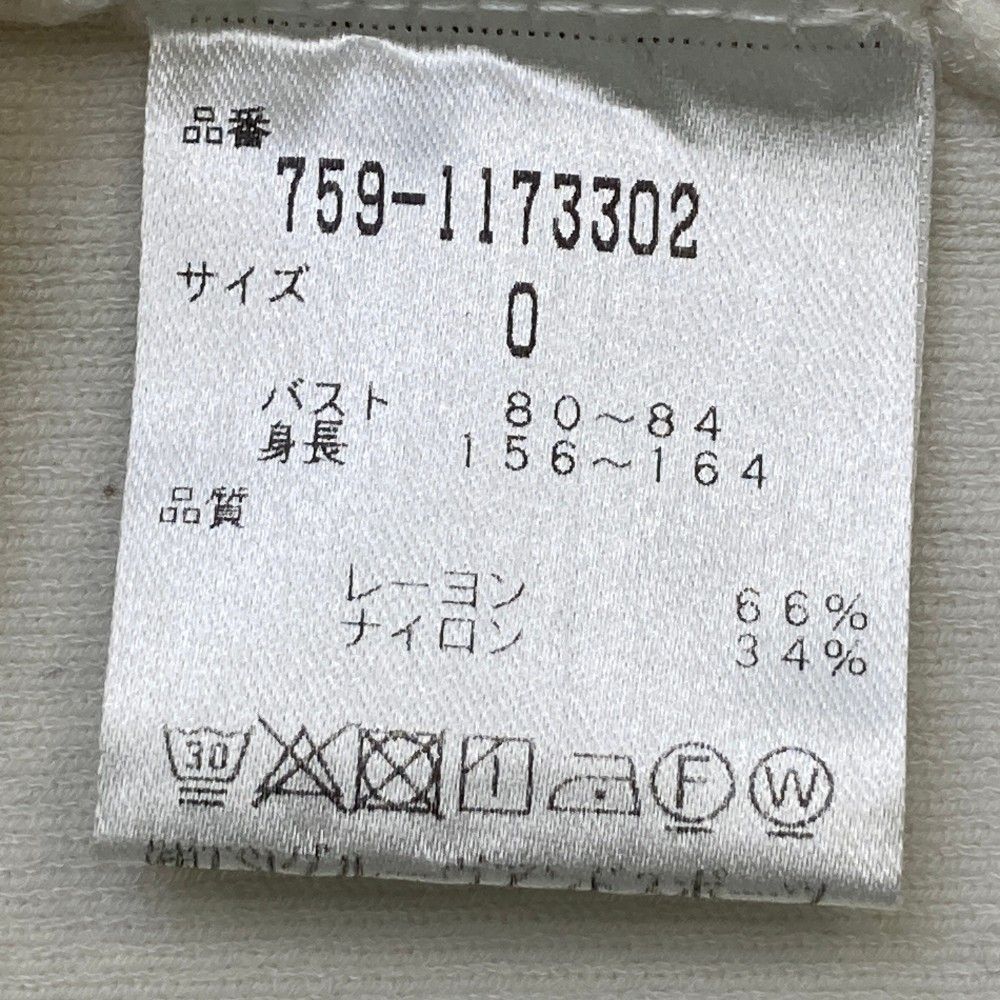 品番
759-1173302
サイズ
0
バスト 80~84
身長 156~164
品質
レーヨン 66%
ナイロン 34%
30 F W